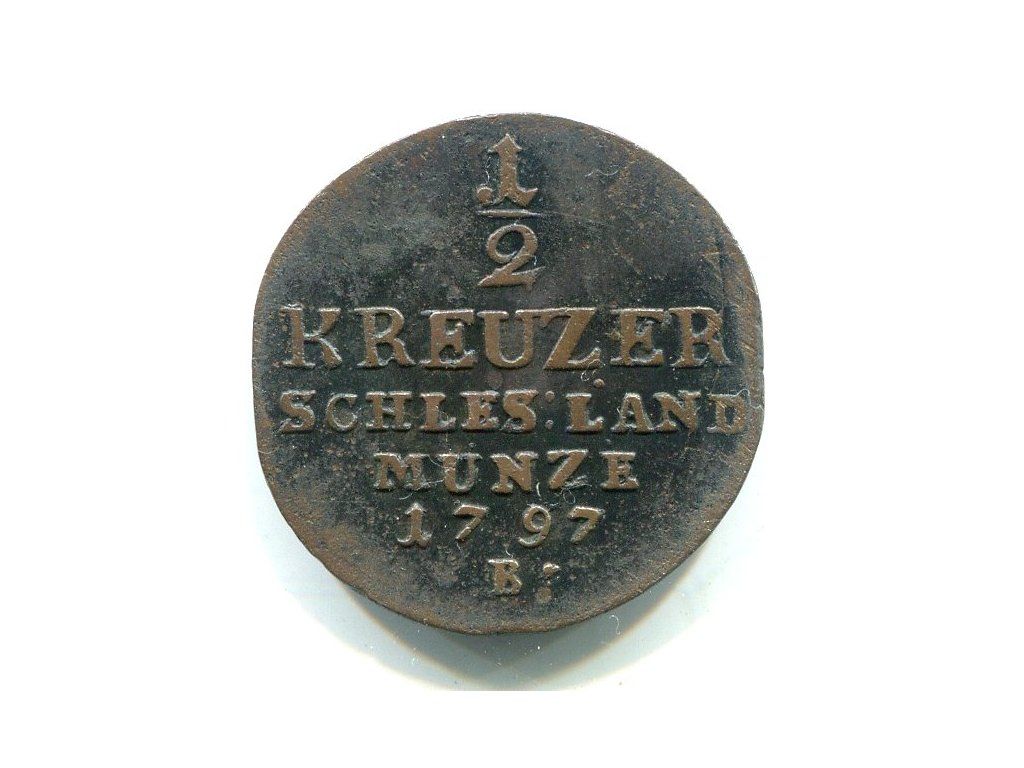 1
2
KREUZER
SCHLES: LAND
MUNZE
1797
B: